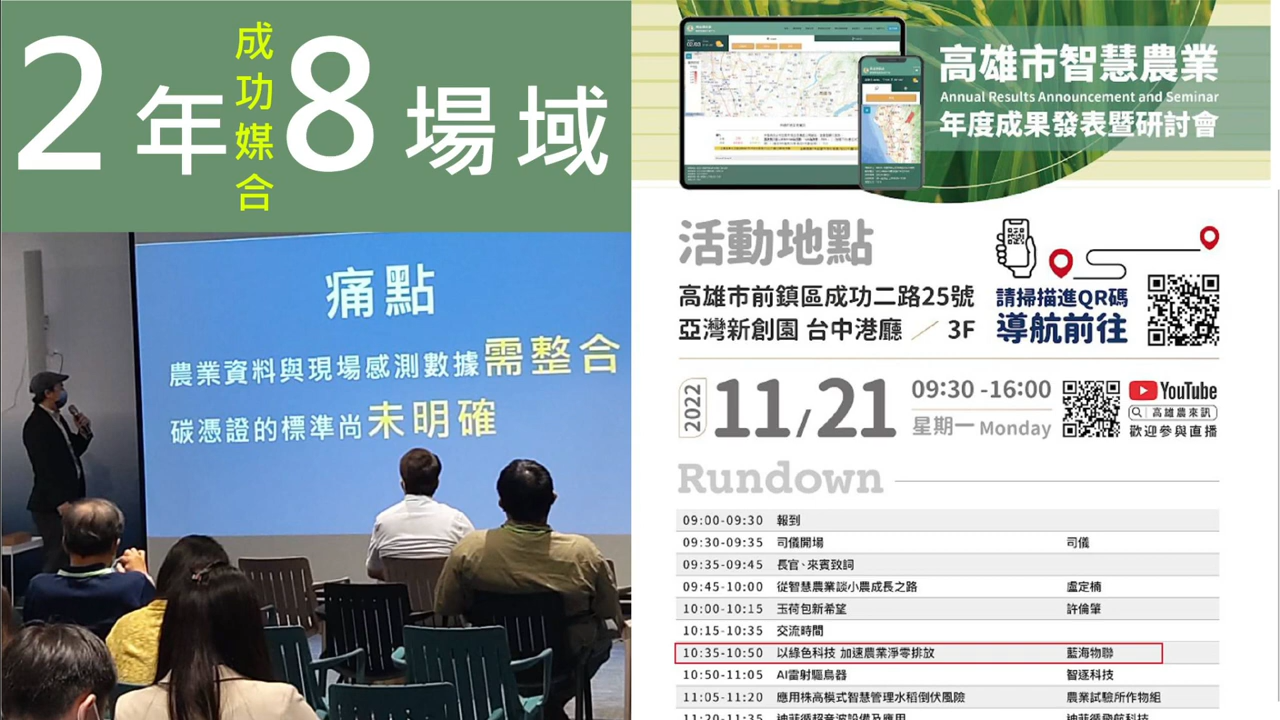 2年成功媒合8場域
痛點
農業資料與現場感測數據需整合
碳憑證的標準尚未明確
高雄市智慧農業
Annual Results Announcement and Seminar
年度成果發表暨研討會
活動地點
高雄市前鎮區成功二路25號
亞灣新創園 台中港廳 / 3F
請掃描進QR碼
導航前往
2022
11/21
09:30 -16:00
星期一 Monday
YouTube
高雄農來訊
歡迎參與直播
Rundown
09:00-09:30 報到
09:30-09:35 司儀開場 司儀
09:35-09:45 長官、來賓致詞
09:45-10:00 從智慧農業談小農成長之路 盧定楠
10:00-10:15 玉荷包新希望 許倫肇
10:15-10:35 交流時間
10:35-10:50 以綠色科技 加速農業淨零排放 藍海物聯
10:50-11:05 AI雷射驅鳥器 智逐科技
11:05-11:20 應用株高模式智慧管理水稻倒伏風險 農業試驗所作物組
11:20-11:35